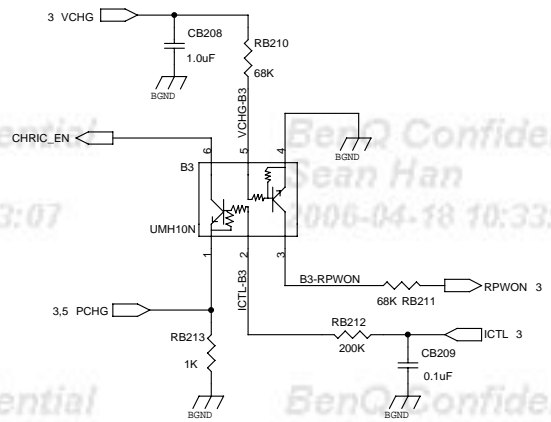 3 VCHG
CB208
1.0uF
BGND
RB210
68K
VCHG-B3
CHRIC_EN
BGND
6
5
4
B3
UMH10N
1
2
3
ICTL-B3
B3-RPWON
68K RB211
RPWON 3
3,5 PCHG
RB213
1K
BGND
RB212
200K
ICTL 3
CB209
0.1uF
BGND
ential
BenQ Confide
Sean Han
3:07
2006-04-18 10:33:
ential
BenQ Confide